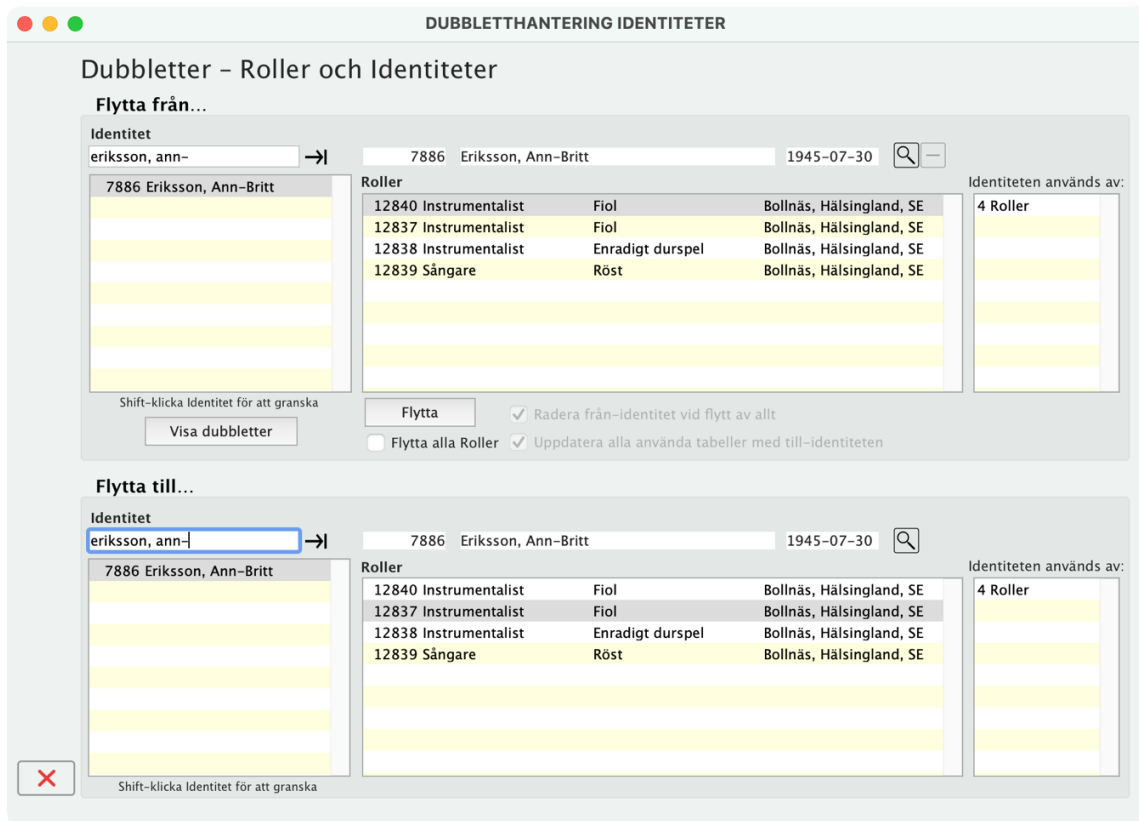 DUBBLETTHANTERING IDENTITETER
Dubbletter – Roller och Identiteter
Flytta från...
Identitet
eriksson, ann- 7886 Eriksson, Ann-Britt 1945-07-30
7886 Eriksson, Ann-Britt
Roller
12840 Instrumentalist Fiol Bollnäs, Hälsingland, SE
12837 Instrumentalist Fiol Bollnäs, Hälsingland, SE
12838 Instrumentalist Enradigt durspel Bollnäs, Hälsingland, SE
12839 Sångare Röst Bollnäs, Hälsingland, SE
Identiteten används av:
4 Roller
Shift-klicka Identitet för att granska
Visa dubbletter
Flytta
Radera från-identitet vid flytt av allt
Flytta alla Roller
Uppdatera alla använda tabeller med till-identiteten
Flytta till...
Identitet
eriksson, ann- 7886 Eriksson, Ann-Britt 1945-07-30
7886 Eriksson, Ann-Britt
Roller
12840 Instrumentalist Fiol Bollnäs, Hälsingland, SE
12837 Instrumentalist Fiol Bollnäs, Hälsingland, SE
12838 Instrumentalist Enradigt durspel Bollnäs, Hälsingland, SE
12839 Sångare Röst Bollnäs, Hälsingland, SE
Identiteten används av:
4 Roller
Shift-klicka Identitet för att granska